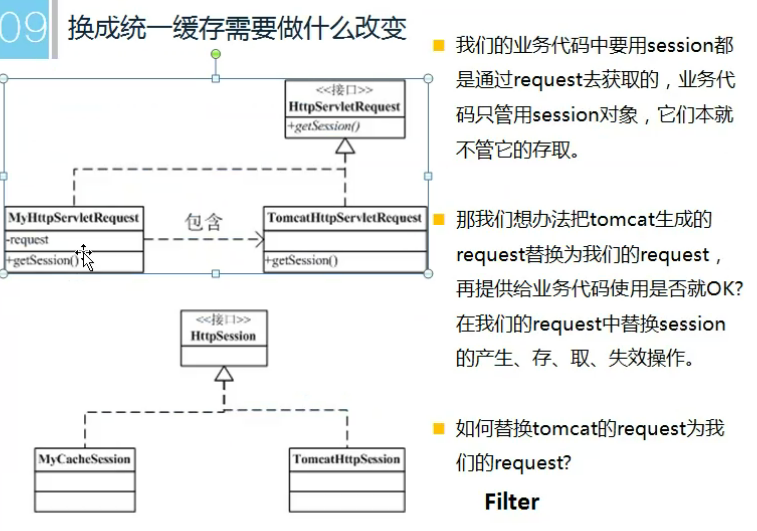 09 换成统一缓存需要做什么改变
<<接口>>
HttpServletRequest
+getSession()
MyHttpServletRequest
-request
+getSession()
包含
TomcatHttpServletRequest
+getSession()
<<接口>>
HttpSession
MyCacheSession
TomcatHttpSession
我们的业务代码中要用session都
是通过request去获取的，业务代
码只管用session对象，它们本就
不管它的存取。
那我们想办法把tomcat生成的
request替换为我们的request，
再提供给业务代码使用是否就OK?
在我们的request中替换session
的产生、存、取、失效操作。
如何替换tomcat的request为我
们的request?
Filter